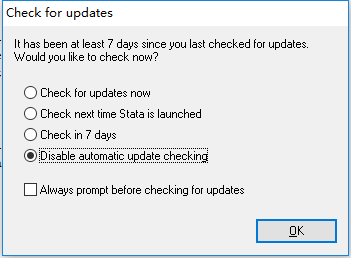 Check for updates
It has been at least 7 days since you last checked for updates.
Would you like to check now?
Check for updates now
Check next time Stata is launched
Check in 7 days
Disable automatic update checking
Always prompt before checking for updates
OK